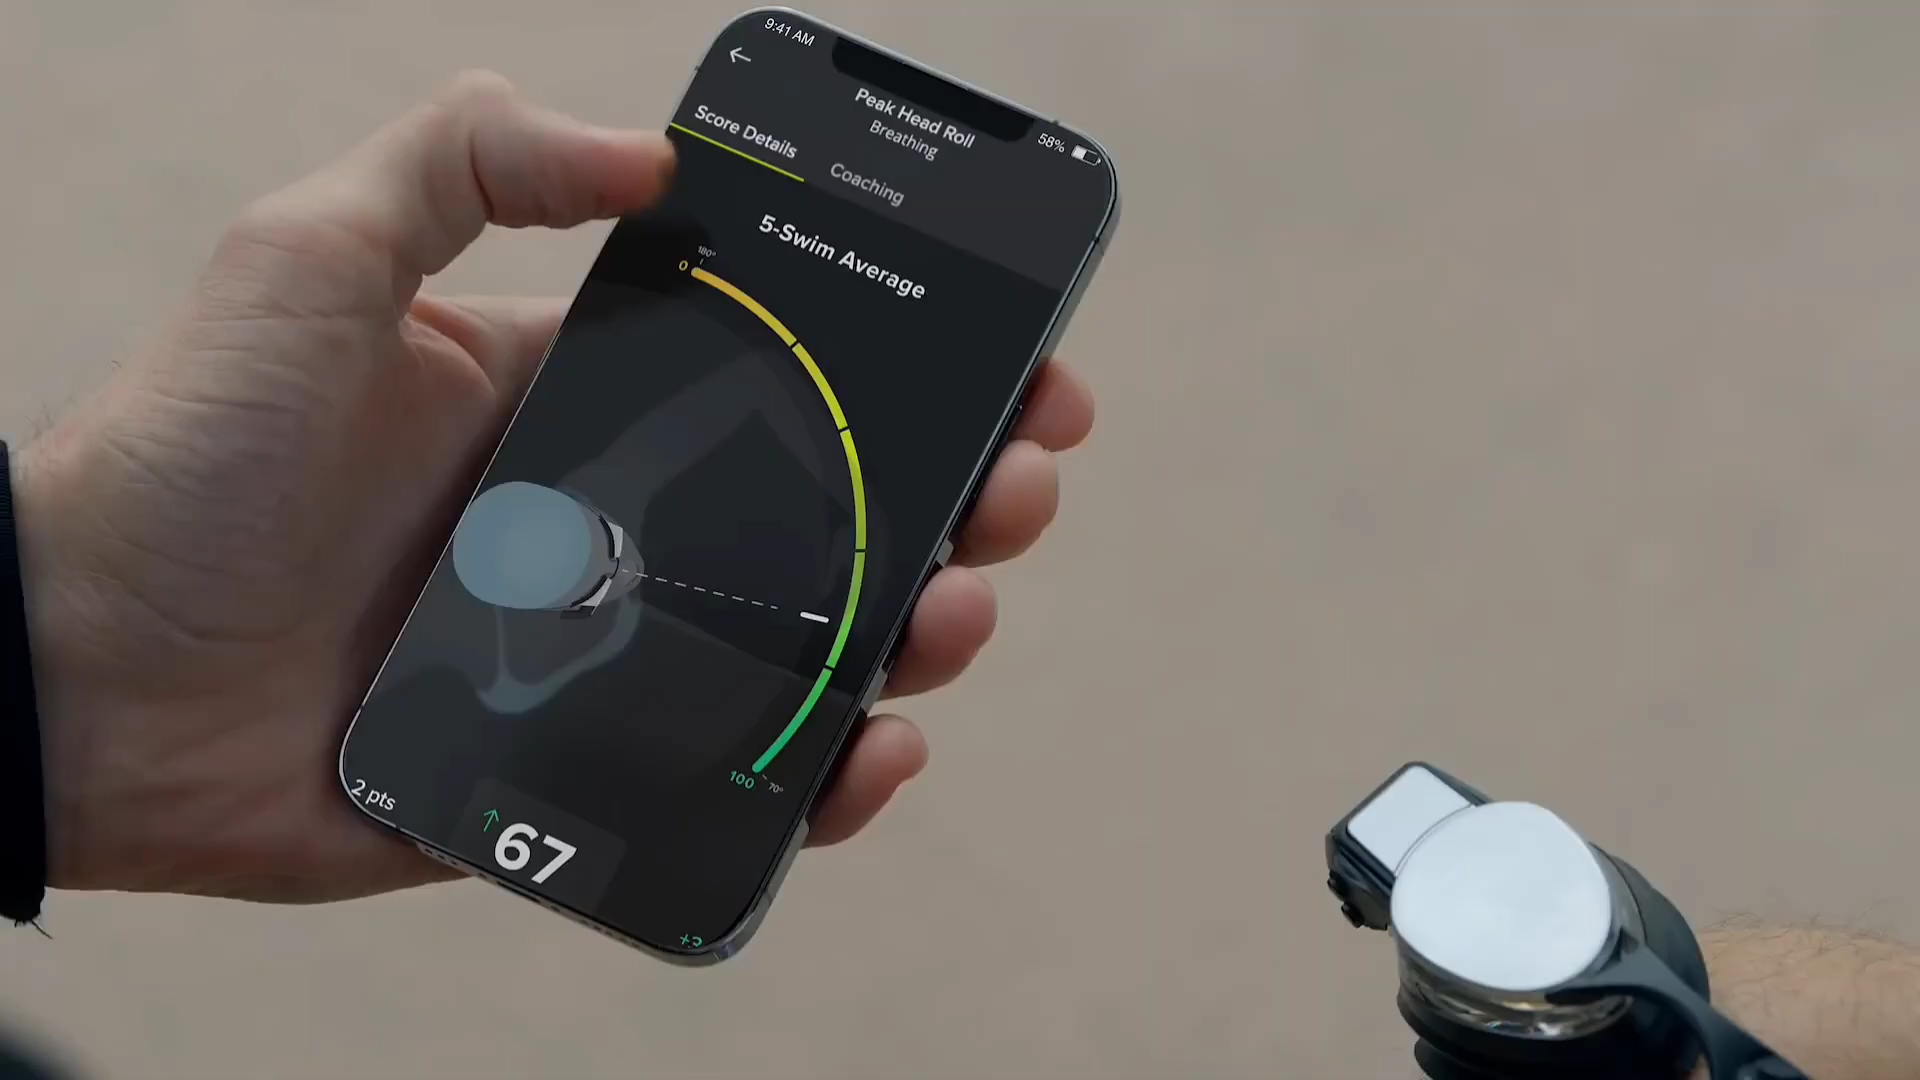 9:41 AM
58%
Peak Head Roll
Breathing
Score Details
Coaching
5-Swim Average
180°
0
100
70°
2 pts
↑67